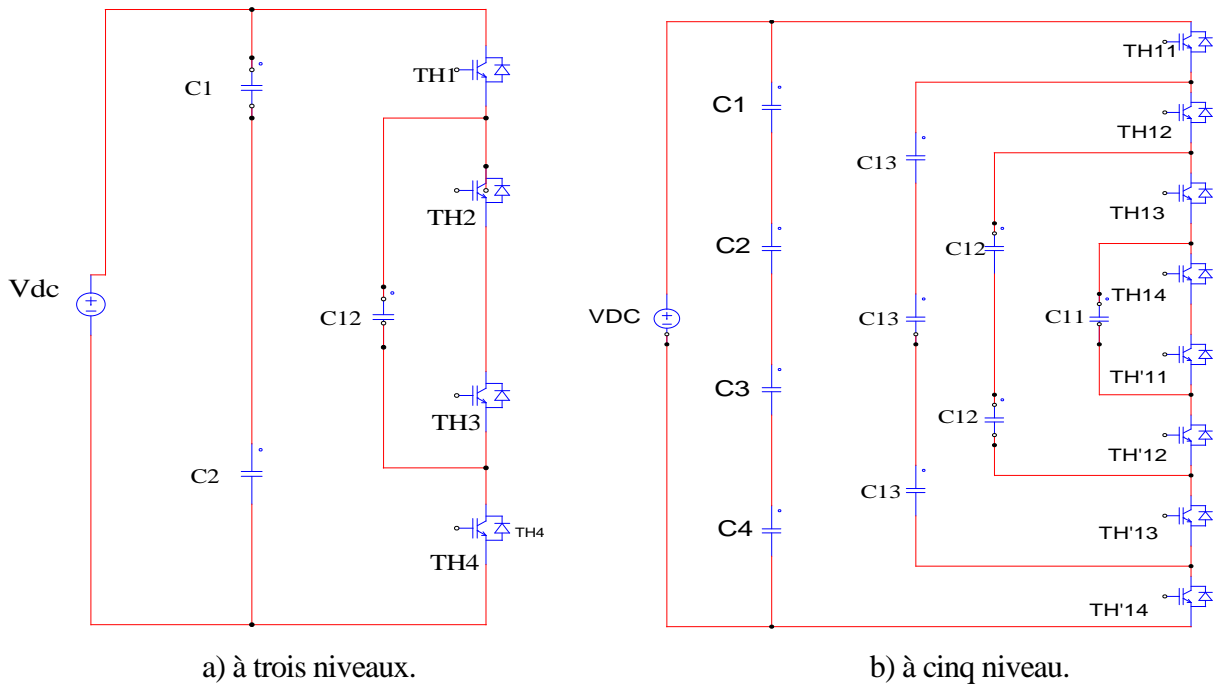 TH1
C1
TH2
Vdc
C12
TH3
C2
TH4
TH4
a) à trois niveaux.
TH11
C1
TH12
C13
TH13
C2
C12
TH14
VDC
C13
C11
TH'11
C3
C12
TH'12
C13
TH'13
C4
TH'14
b) à cinq niveau.